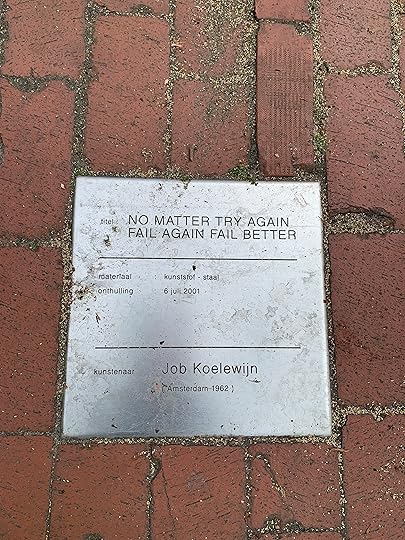 titel : NO MATTER TRY AGAIN
FAIL AGAIN FAIL BETTER
materiaal : kunststof - staal
onthulling : 6 juli 2001
kunstenaar Job Koelewijn
( Amsterdam-1962 )